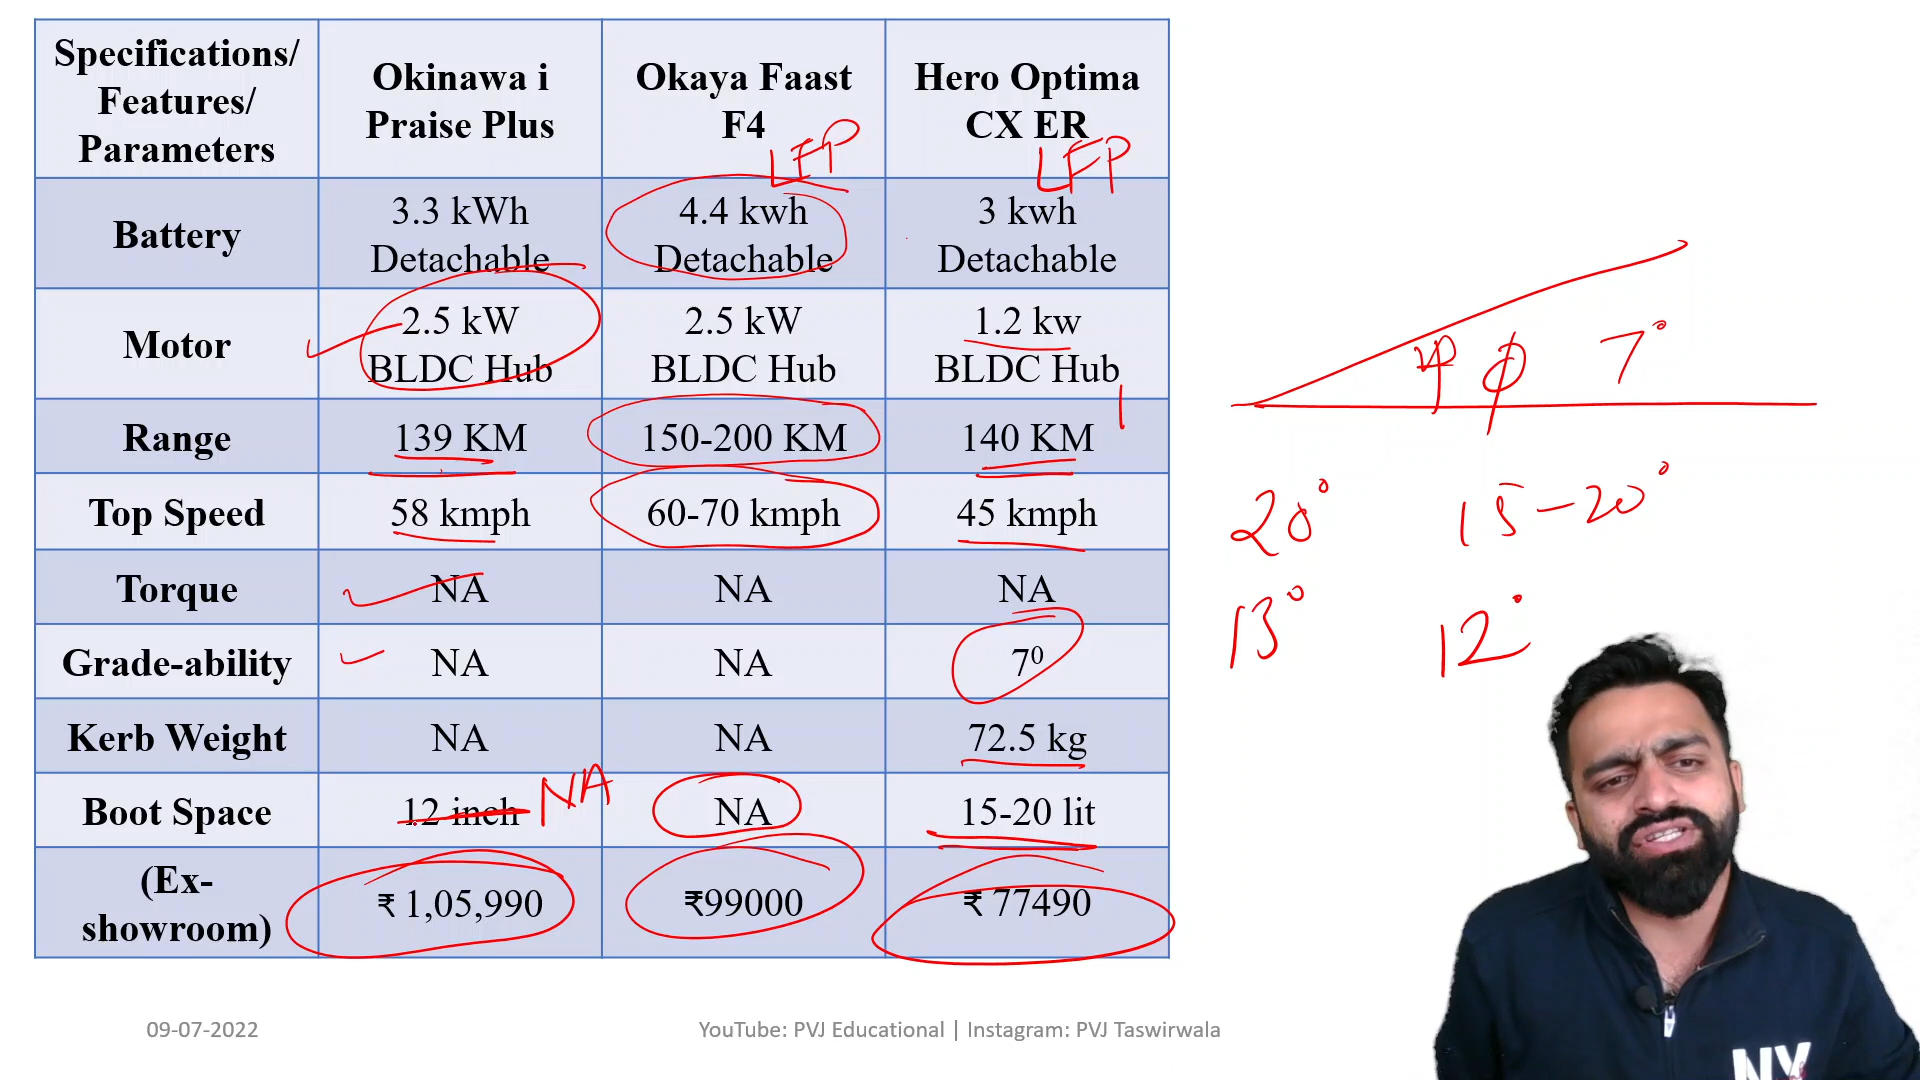 Specifications/
Features/
Parameters
Okinawa i
Praise Plus
Okaya Faast
F4
LFP
Hero Optima
CX ER
LFP
Battery
3.3 kWh
Detachable
4.4 kwh
Detachable
3 kwh
Detachable
Motor
2.5 kW
BLDC Hub
2.5 kW
BLDC Hub
1.2 kw
BLDC Hub
Range
139 KM
150-200 KM
140 KM
Top Speed
58 kmph
60-70 kmph
45 kmph
Torque
NA
NA
NA
Grade-ability
NA
NA
7⁰
Kerb Weight
NA
NA
72.5 kg
Boot Space
12 inch NA
NA
15-20 lit
(Ex-
showroom)
₹ 1,05,990
₹99000
₹ 77490
ϕ 7°
20° 15-20°
13° 12°
09-07-2022
YouTube: PVJ Educational | Instagram: PVJ Taswirwala